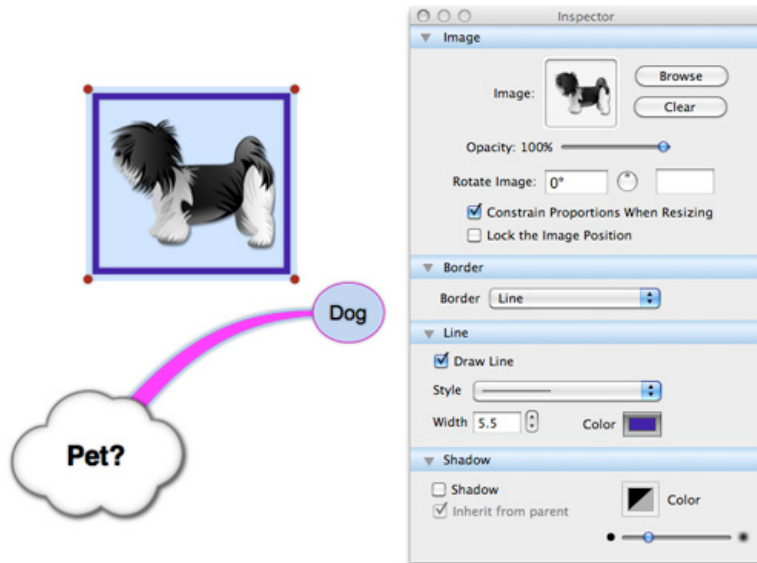 Inspector
Image
Image:
Browse
Clear
Opacity: 100%
Rotate Image: 0°
Constrain Proportions When Resizing
Lock the Image Position
Border
Border Line
Line
Draw Line
Style
Width 5.5 Color
Shadow
Shadow
Color
Inherit from parent
Dog
Pet?